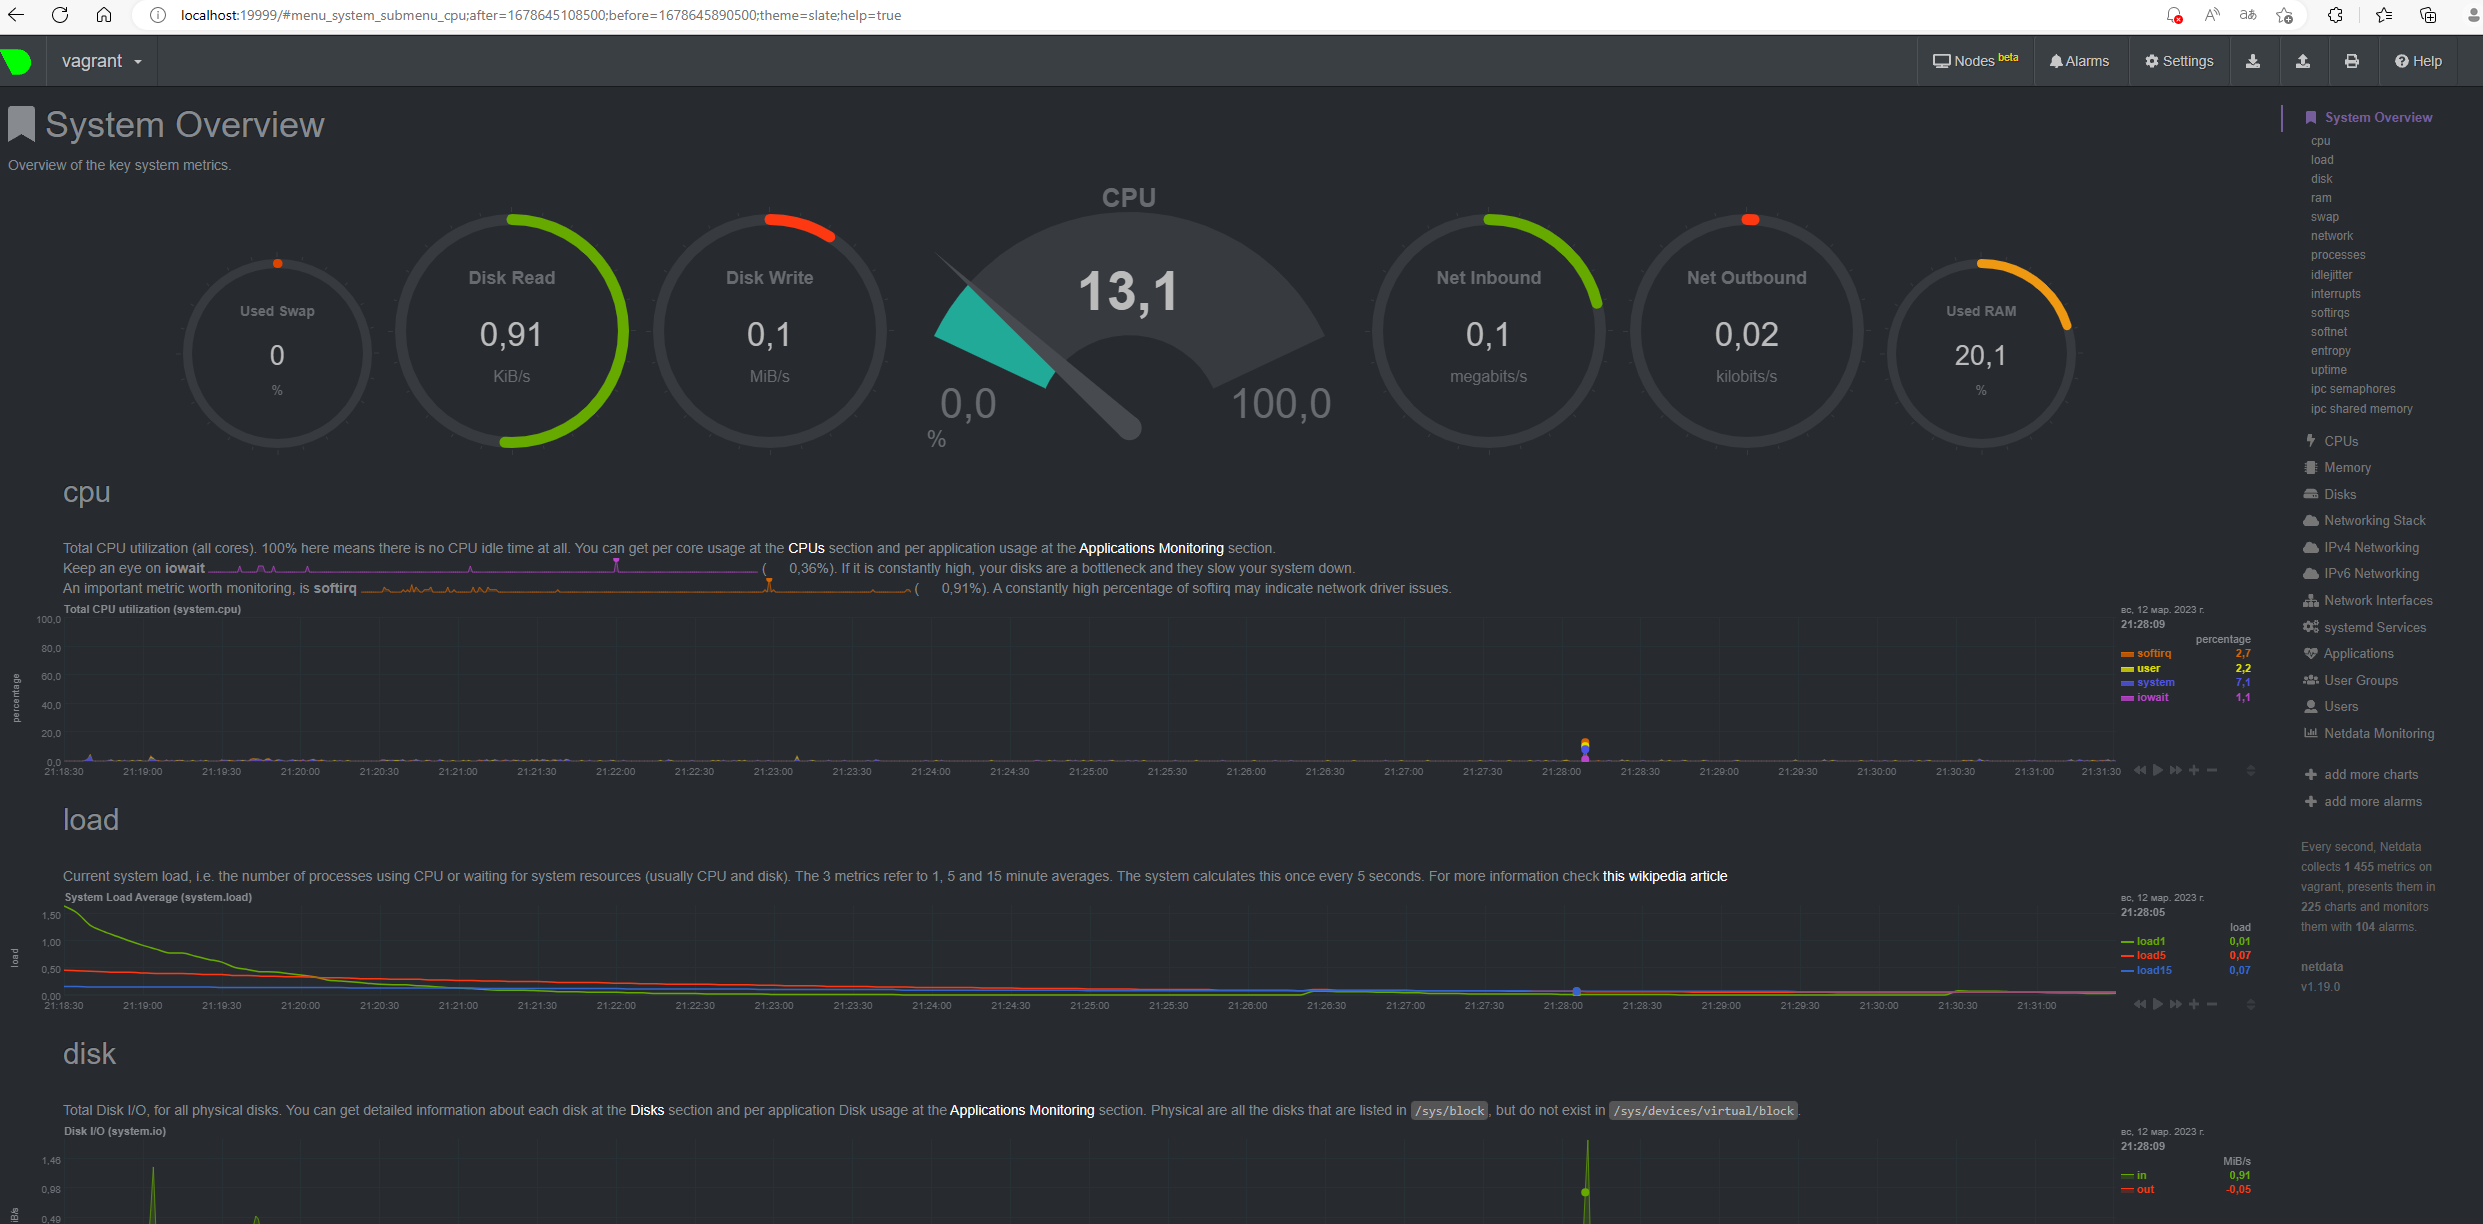 localhost:19999/#menu_system_submenu_cpu;after=1678645108500;before=1678645890500;theme=slate;help=true
vagrant
Nodes beta
Alarms
Settings
Help
System Overview
Overview of the key system metrics.
Used Swap
0
%
Disk Read
0,91
KiB/s
Disk Write
0,1
MiB/s
CPU
13,1
0,0
100,0
%
Net Inbound
0,1
megabits/s
Net Outbound
0,02
kilobits/s
Used RAM
20,1
%
cpu
Total CPU utilization (all cores). 100% here means there is no CPU idle time at all. You can get per core usage at the CPUs section and per application usage at the Applications Monitoring section.
Keep an eye on iowait ( 0,36%). If it is constantly high, your disks are a bottleneck and they slow your system down.
An important metric worth monitoring, is softirq ( 0,91%). A constantly high percentage of softirq may indicate network driver issues.
Total CPU utilization (system.cpu)
100,0
80,0
60,0
40,0
20,0
0,0
percentage
21:18:30 21:19:00 21:19:30 21:20:00 21:20:30 21:21:00 21:21:30 21:22:00 21:22:30 21:23:00 21:23:30 21:24:00 21:24:30 21:25:00 21:25:30 21:26:00 21:26:30 21:27:00 21:27:30 21:28:00 21:28:30 21:29:00 21:29:30 21:30:00 21:30:30 21:31:00 21:31:30
вс, 12 мар. 2023 г.
21:28:09
percentage
softirq 2,7
user 2,2
system 7,1
iowait 1,1
load
Current system load, i.e. the number of processes using CPU or waiting for system resources (usually CPU and disk). The 3 metrics refer to 1, 5 and 15 minute averages. The system calculates this once every 5 seconds. For more information check this wikipedia article
System Load Average (system.load)
1,50
1,00
0,50
0,00
load
21:18:30 21:19:00 21:19:30 21:20:00 21:20:30 21:21:00 21:21:30 21:22:00 21:22:30 21:23:00 21:23:30 21:24:00 21:24:30 21:25:00 21:25:30 21:26:00 21:26:30 21:27:00 21:27:30 21:28:00 21:28:30 21:29:00 21:29:30 21:30:00 21:30:30 21:31:00
вс, 12 мар. 2023 г.
21:28:05
load
load1 0,01
load5 0,07
load15 0,07
disk
Total Disk I/O, for all physical disks. You can get detailed information about each disk at the Disks section and per application Disk usage at the Applications Monitoring section. Physical are all the disks that are listed in /sys/block, but do not exist in /sys/devices/virtual/block.
Disk I/O (system.io)
1,46
0,98
0,49
вс, 12 мар. 2023 г.
21:28:09
MiB/s
in 0,91
out -0,05
System Overview
cpu
load
disk
ram
swap
network
processes
idlejitter
interrupts
softirqs
softnet
entropy
uptime
ipc semaphores
ipc shared memory
CPUs
Memory
Disks
Networking Stack
IPv4 Networking
IPv6 Networking
Network Interfaces
systemd Services
Applications
User Groups
Users
Netdata Monitoring
add more charts
add more alarms
Every second, Netdata
collects 1 455 metrics on
vagrant, presents them in
225 charts and monitors
them with 104 alarms.
netdata
v1.19.0